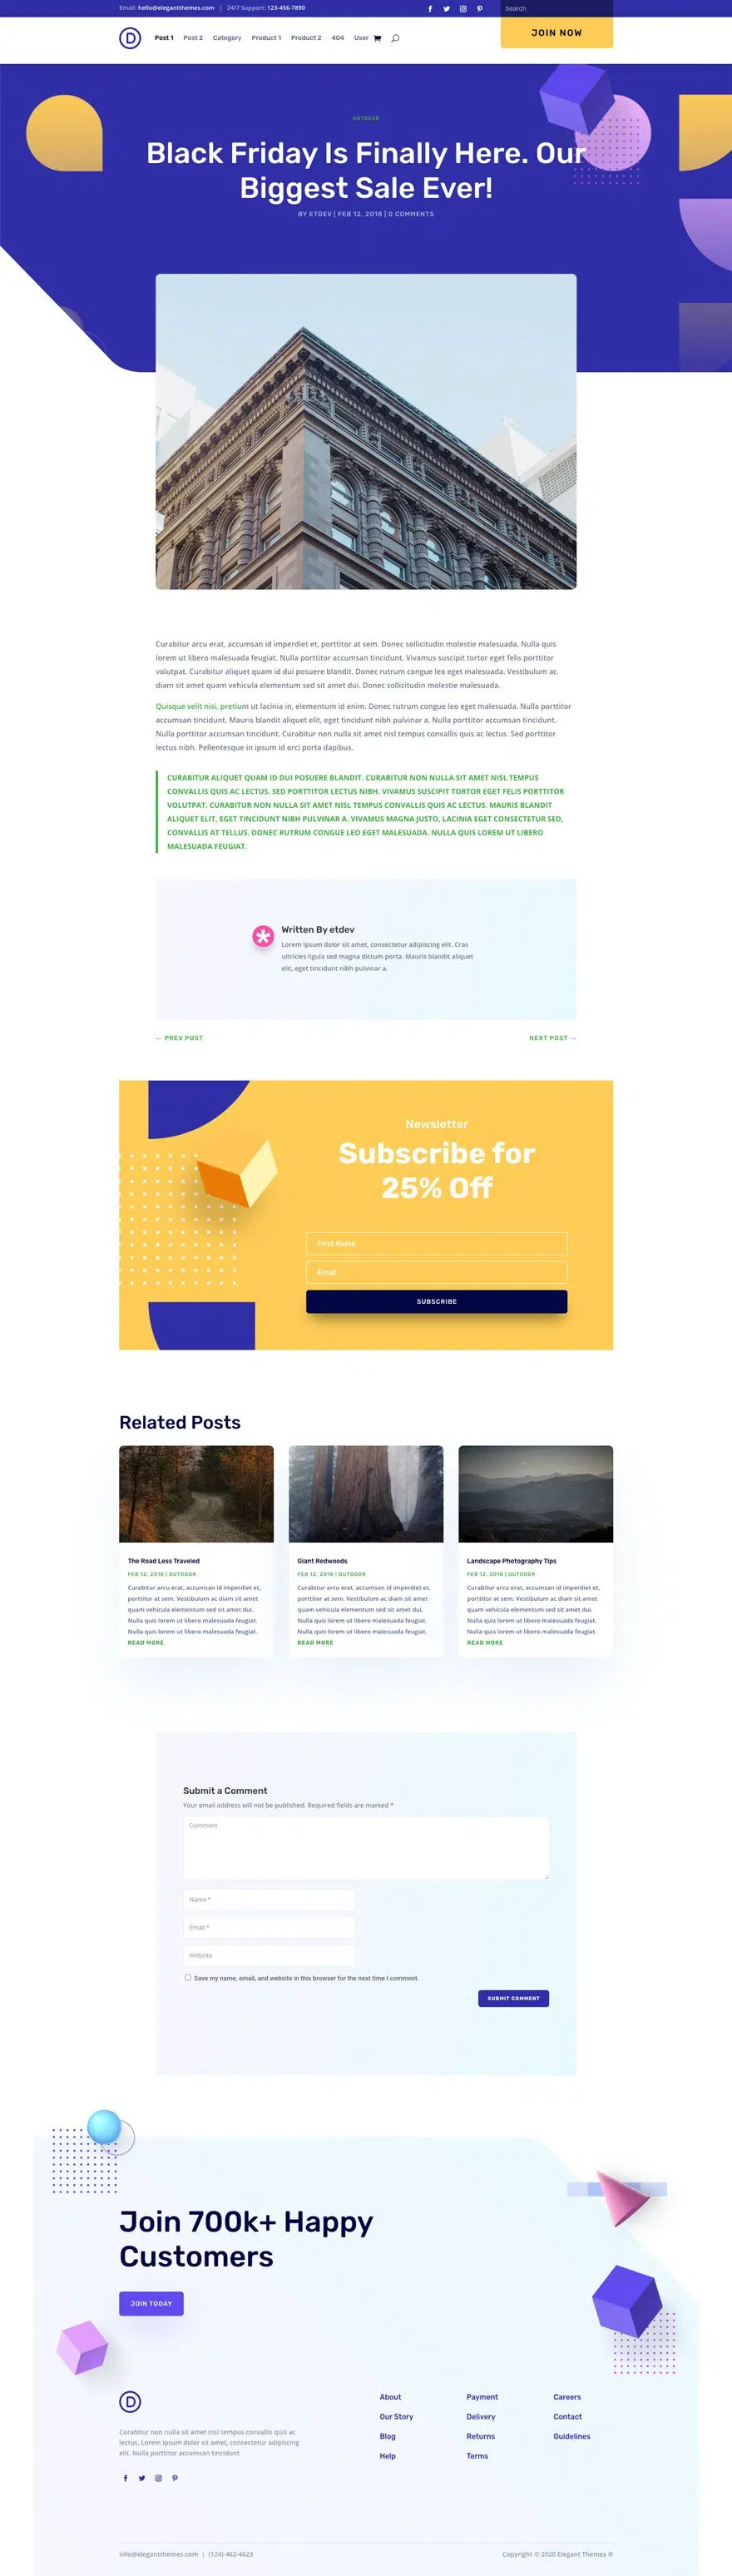 Email: hello@elegantthemes.com | 24/7 Support: 123-456-7890
Search
D
Post 1 Post 2 Category Product 1 Product 2 404 User
JOIN NOW
OUTDOOR
Black Friday Is Finally Here. Our
Biggest Sale Ever!
BY ETDEV | FEB 12, 2018 | 0 COMMENTS
Curabitur arcu erat, accumsan id imperdiet et, porttitor at sem. Donec sollicitudin molestie malesuada. Nulla quis
lorem ut libero malesuada feugiat. Nulla porttitor accumsan tincidunt. Vivamus suscipit tortor eget felis porttitor
volutpat. Curabitur aliquet quam id dui posuere blandit. Donec rutrum congue leo eget malesuada. Vestibulum ac
diam sit amet quam vehicula elementum sed sit amet dui. Donec sollicitudin molestie malesuada.
Quisque velit nisi, pretium ut lacinia in, elementum id enim. Donec rutrum congue leo eget malesuada. Nulla porttitor
accumsan tincidunt. Mauris blandit aliquet elit, eget tincidunt nibh pulvinar a. Nulla porttitor accumsan tincidunt.
Nulla porttitor accumsan tincidunt. Curabitur non nulla sit amet nisl tempus convallis quis ac lectus. Sed porttitor
lectus nibh. Pellentesque in ipsum id orci porta dapibus.
CURABITUR ALIQUET QUAM ID DUI POSUERE BLANDIT. CURABITUR NON NULLA SIT AMET NISL TEMPUS
CONVALLIS QUIS AC LECTUS. SED PORTTITOR LECTUS NIBH. VIVAMUS SUSCIPIT TORTOR EGET FELIS PORTTITOR
VOLUTPAT. CURABITUR NON NULLA SIT AMET NISL TEMPUS CONVALLIS QUIS AC LECTUS. MAURIS BLANDIT
ALIQUET ELIT, EGET TINCIDUNT NIBH PULVINAR A. VIVAMUS MAGNA JUSTO, LACINIA EGET CONSECTETUR SED,
CONVALLIS AT TELLUS. DONEC RUTRUM CONGUE LEO EGET MALESUADA. NULLA QUIS LOREM UT LIBERO
MALESUADA FEUGIAT.
Written By etdev
Lorem ipsum dolor sit amet, consectetur adipiscing elit. Cras
ultricies ligula sed magna dictum porta. Mauris blandit aliquet
elit, eget tincidunt nibh pulvinar a.
← PREV POST
NEXT POST →
Newsletter
Subscribe for
25% Off
First Name
Email
SUBSCRIBE
Related Posts
The Road Less Traveled
FEB 12, 2018 | OUTDOOR
Curabitur arcu erat, accumsan id imperdiet et,
porttitor at sem. Vestibulum ac diam sit amet
quam vehicula elementum sed sit amet dui.
Nulla quis lorem ut libero malesuada feugiat.
Nulla quis lorem ut libero malesuada feugiat.
READ MORE
Giant Redwoods
FEB 12, 2018 | OUTDOOR
Curabitur arcu erat, accumsan id imperdiet et,
porttitor at sem. Vestibulum ac diam sit amet
quam vehicula elementum sed sit amet dui.
Nulla quis lorem ut libero malesuada feugiat.
Nulla quis lorem ut libero malesuada feugiat.
READ MORE
Landscape Photography Tips
FEB 12, 2018 | OUTDOOR
Curabitur arcu erat, accumsan id imperdiet et,
porttitor at sem. Vestibulum ac diam sit amet
quam vehicula elementum sed sit amet dui.
Nulla quis lorem ut libero malesuada feugiat.
Nulla quis lorem ut libero malesuada feugiat.
READ MORE
Submit a Comment
Your email address will not be published. Required fields are marked *
Comment
Name *
Email *
Website
Save my name, email, and website in this browser for the next time I comment.
SUBMIT COMMENT
Join 700k+ Happy
Customers
JOIN TODAY
D
Curabitur non nulla sit amet nisl tempus convallis quis ac
lectus. Lorem ipsum dolor sit amet, consectetur adipiscing
elit. Nulla porttitor accumsan tincidunt.
About
Our Story
Blog
Help
Payment
Delivery
Returns
Terms
Careers
Contact
Guidelines
info@elegantthemes.com | (124)-462-4623
Copyright © 2020 Elegant Themes ®